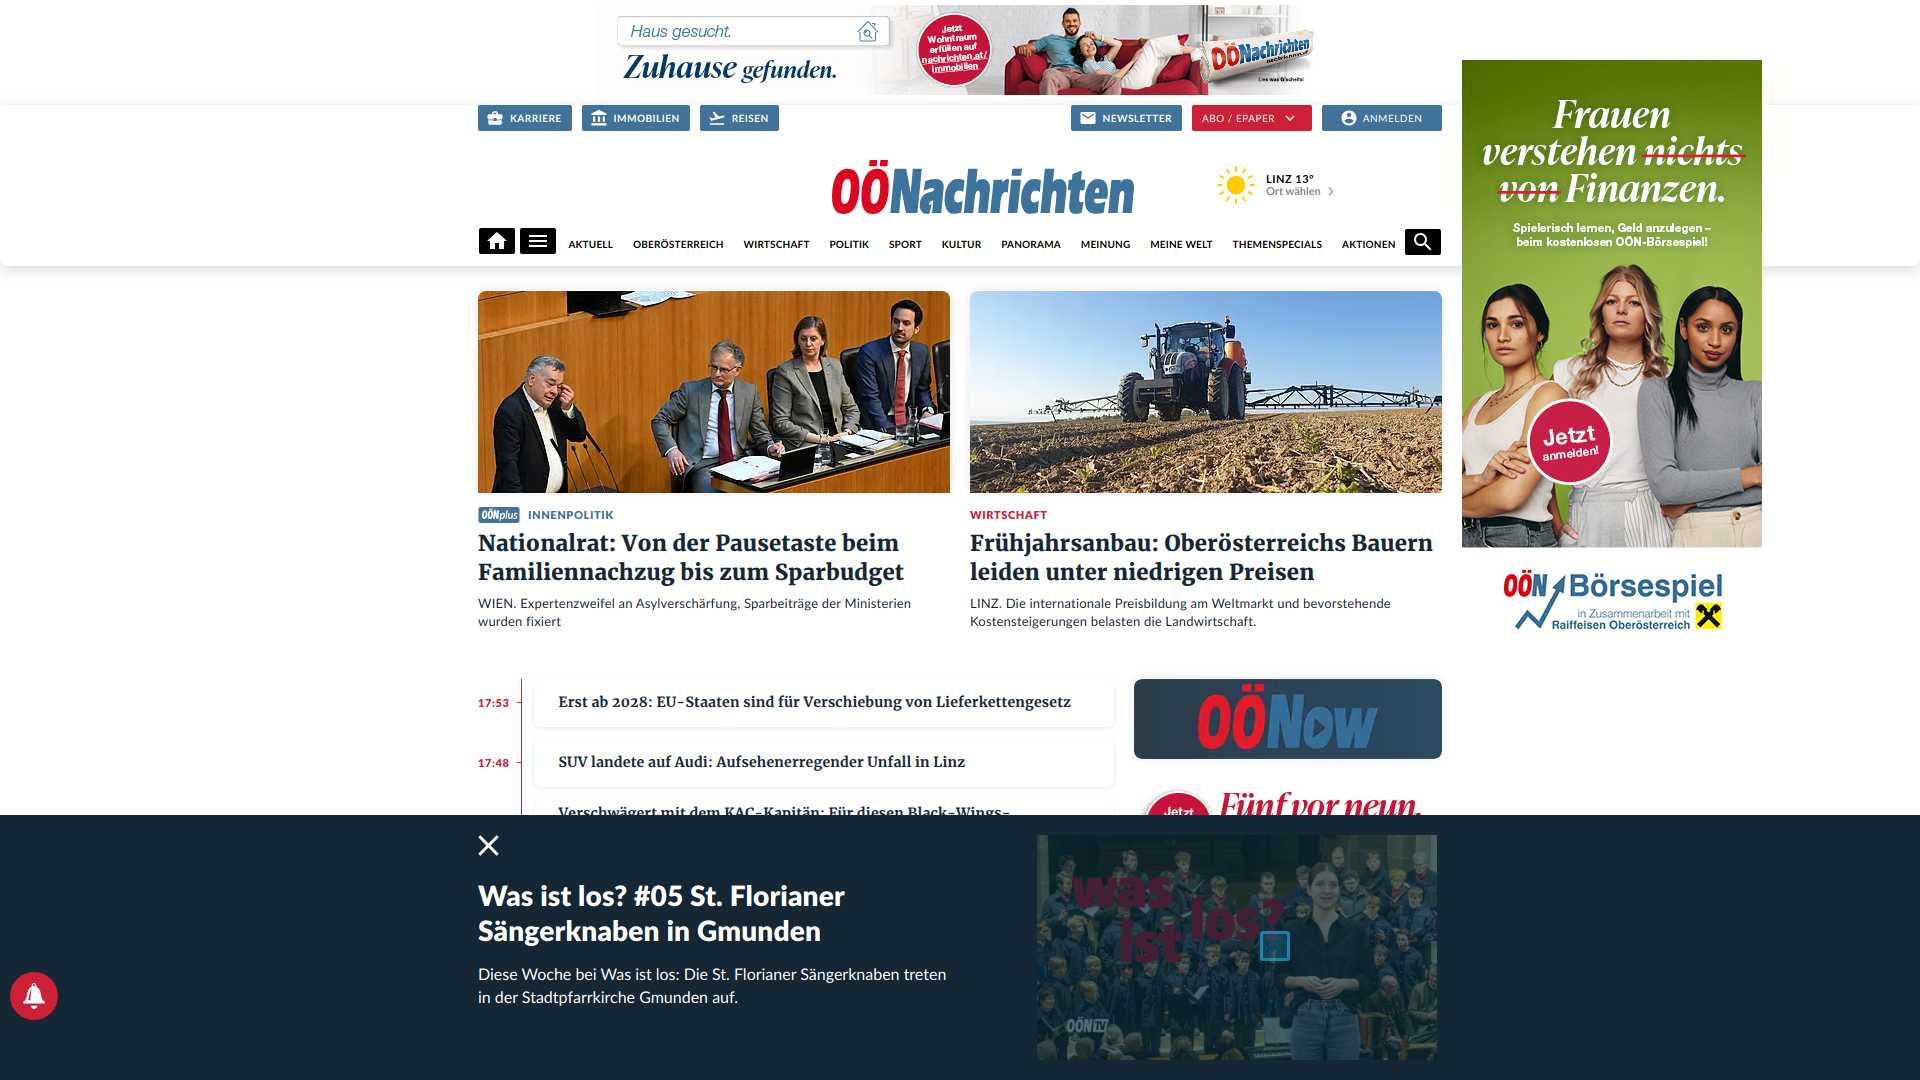 Haus gesucht.
Zuhause gefunden.
Jetzt
Wohntraum
erfüllen auf
nachrichten.at/
immobilien
OÖNachrichten
Lies was G'scheits!
KARRIERE
IMMOBILIEN
REISEN
NEWSLETTER
ABO / EPAPER
ANMELDEN
OÖNachrichten
LINZ 13°
Ort wählen
AKTUELL
OBERÖSTERREICH
WIRTSCHAFT
POLITIK
SPORT
KULTUR
PANORAMA
MEINUNG
MEINE WELT
THEMENSPECIALS
AKTIONEN
Frauen
verstehen nichts
von Finanzen.
Spielerisch lernen, Geld anzulegen –
beim kostenlosen OÖN-Börsespiel!
Jetzt
anmelden!
OÖN Börsespiel
in Zusammenarbeit mit
Raiffeisen Oberösterreich
OÖNplus INNENPOLITIK
Nationalrat: Von der Pausetaste beim
Familiennachzug bis zum Sparbudget
WIEN. Expertenzweifel an Asylverschärfung, Sparbeiträge der Ministerien
wurden fixiert
WIRTSCHAFT
Frühjahrsanbau: Oberösterreichs Bauern
leiden unter niedrigen Preisen
LINZ. Die internationale Preisbildung am Weltmarkt und bevorstehende
Kostensteigerungen belasten die Landwirtschaft.
17:53
Erst ab 2028: EU-Staaten sind für Verschiebung von Lieferkettengesetz
17:48
SUV landete auf Audi: Aufsehenerregender Unfall in Linz
Verschwägert mit dem KAC-Kapitän: Für diesen Black-Wings-
OÖNow
Jetzt
Fünf vor neun.
Was ist los? #05 St. Florianer
Sängerknaben in Gmunden
Diese Woche bei Was ist los: Die St. Florianer Sängerknaben treten
in der Stadtpfarrkirche Gmunden auf.
was
ist
los?
OÖN TV